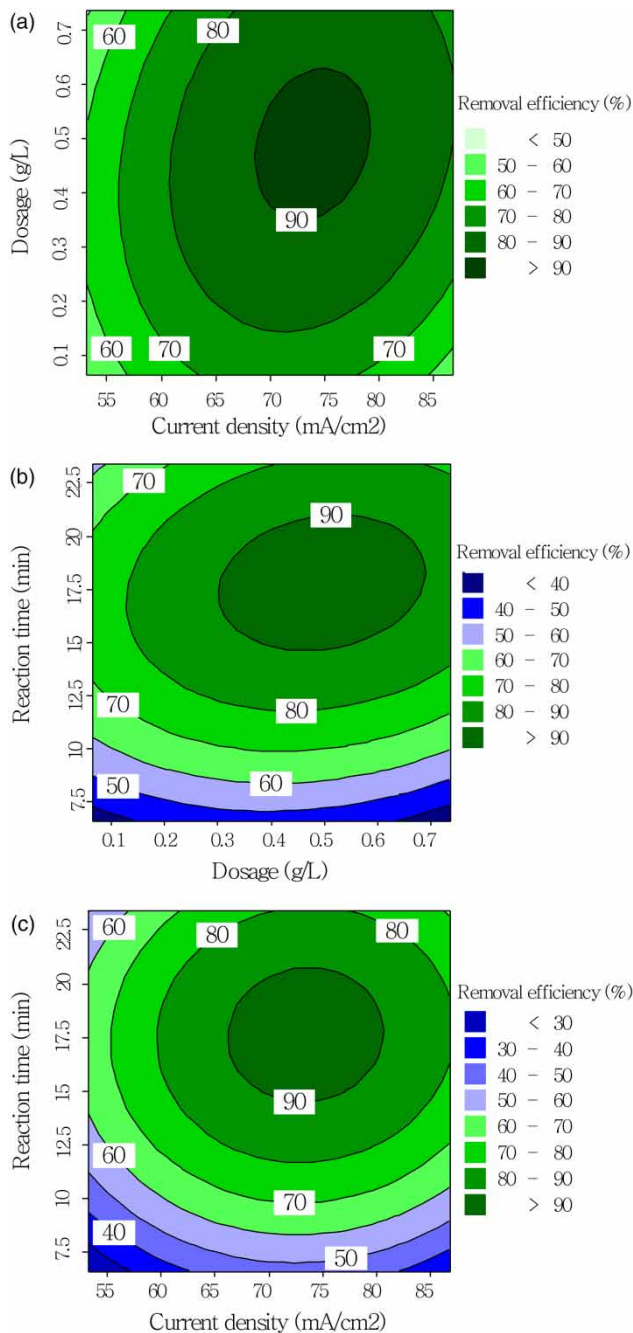 (a)
0.7
60
80
0.6
0.5
0.4
0.3
0.2
0.1
90
60
70
70
55
60
65
70
75
80
85
Dosage (g/L)
Current density (mA/cm2)
Removal efficiency (%)
< 50
50 - 60
60 - 70
70 - 80
80 - 90
> 90
(b)
22.5
20
17.5
15
12.5
10
7.5
70
90
70
80
60
50
0.1
0.2
0.3
0.4
0.5
0.6
0.7
Reaction time (min)
Dosage (g/L)
Removal efficiency (%)
< 40
40 - 50
50 - 60
60 - 70
70 - 80
80 - 90
> 90
(c)
22.5
20
17.5
15
12.5
10
7.5
60
80
80
90
60
70
40
50
55
60
65
70
75
80
85
Reaction time (min)
Current density (mA/cm2)
Removal efficiency (%)
< 30
30 - 40
40 - 50
50 - 60
60 - 70
70 - 80
80 - 90
> 90